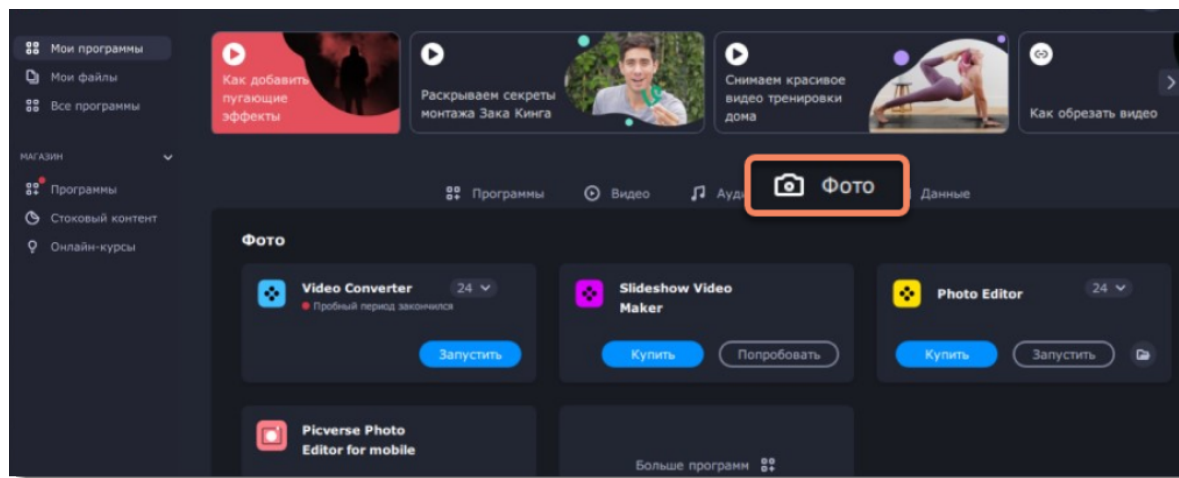 Мои программы
Мои файлы
Все программы
МАГАЗИН
Программы
Стоковый контент
Онлайн-курсы
Как добавить
пугающие
эффекты
Раскрываем секреты
монтажа Зака Кинга
Снимаем красивое
видео тренировки
дома
Как обрезать видео
Программы
Видео
Фото
Данные
Фото
Video Converter
24
Пробный период закончился
Запустить
Slideshow Video
Maker
Купить
Попробовать
Photo Editor
24
Купить
Запустить
Picverse Photo
Editor for mobile
Больше программ